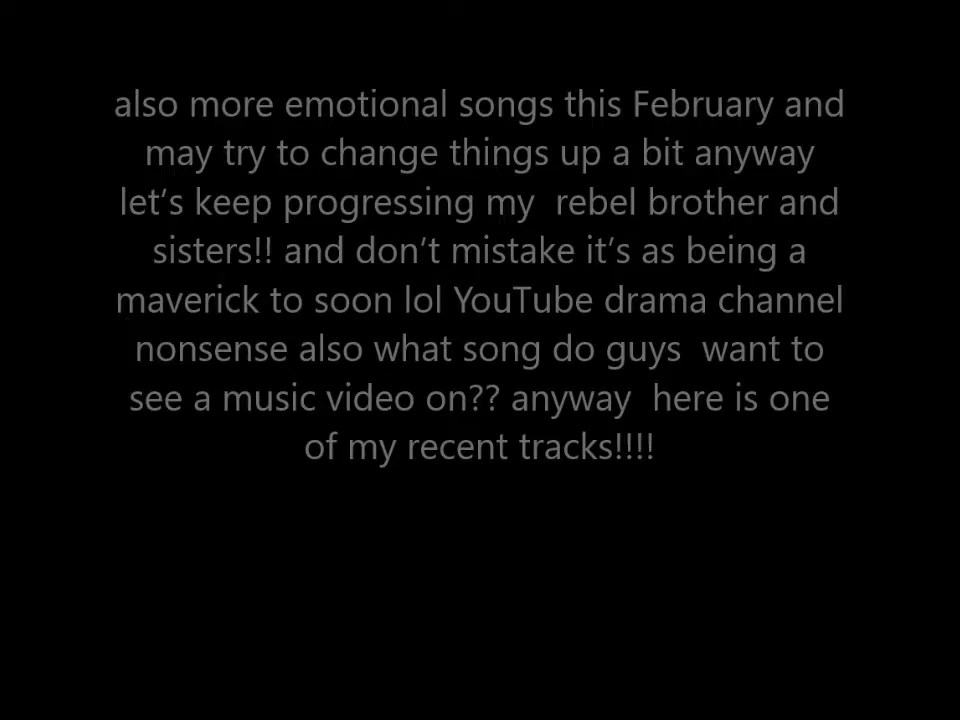 also more emotional songs this February and
may try to change things up a bit anyway
let’s keep progressing my  rebel brother and
sisters!! and don’t mistake it’s as being a
maverick to soon lol YouTube drama channel
nonsense also what song do guys  want to
see a music video on?? anyway  here is one
of my recent tracks!!!!